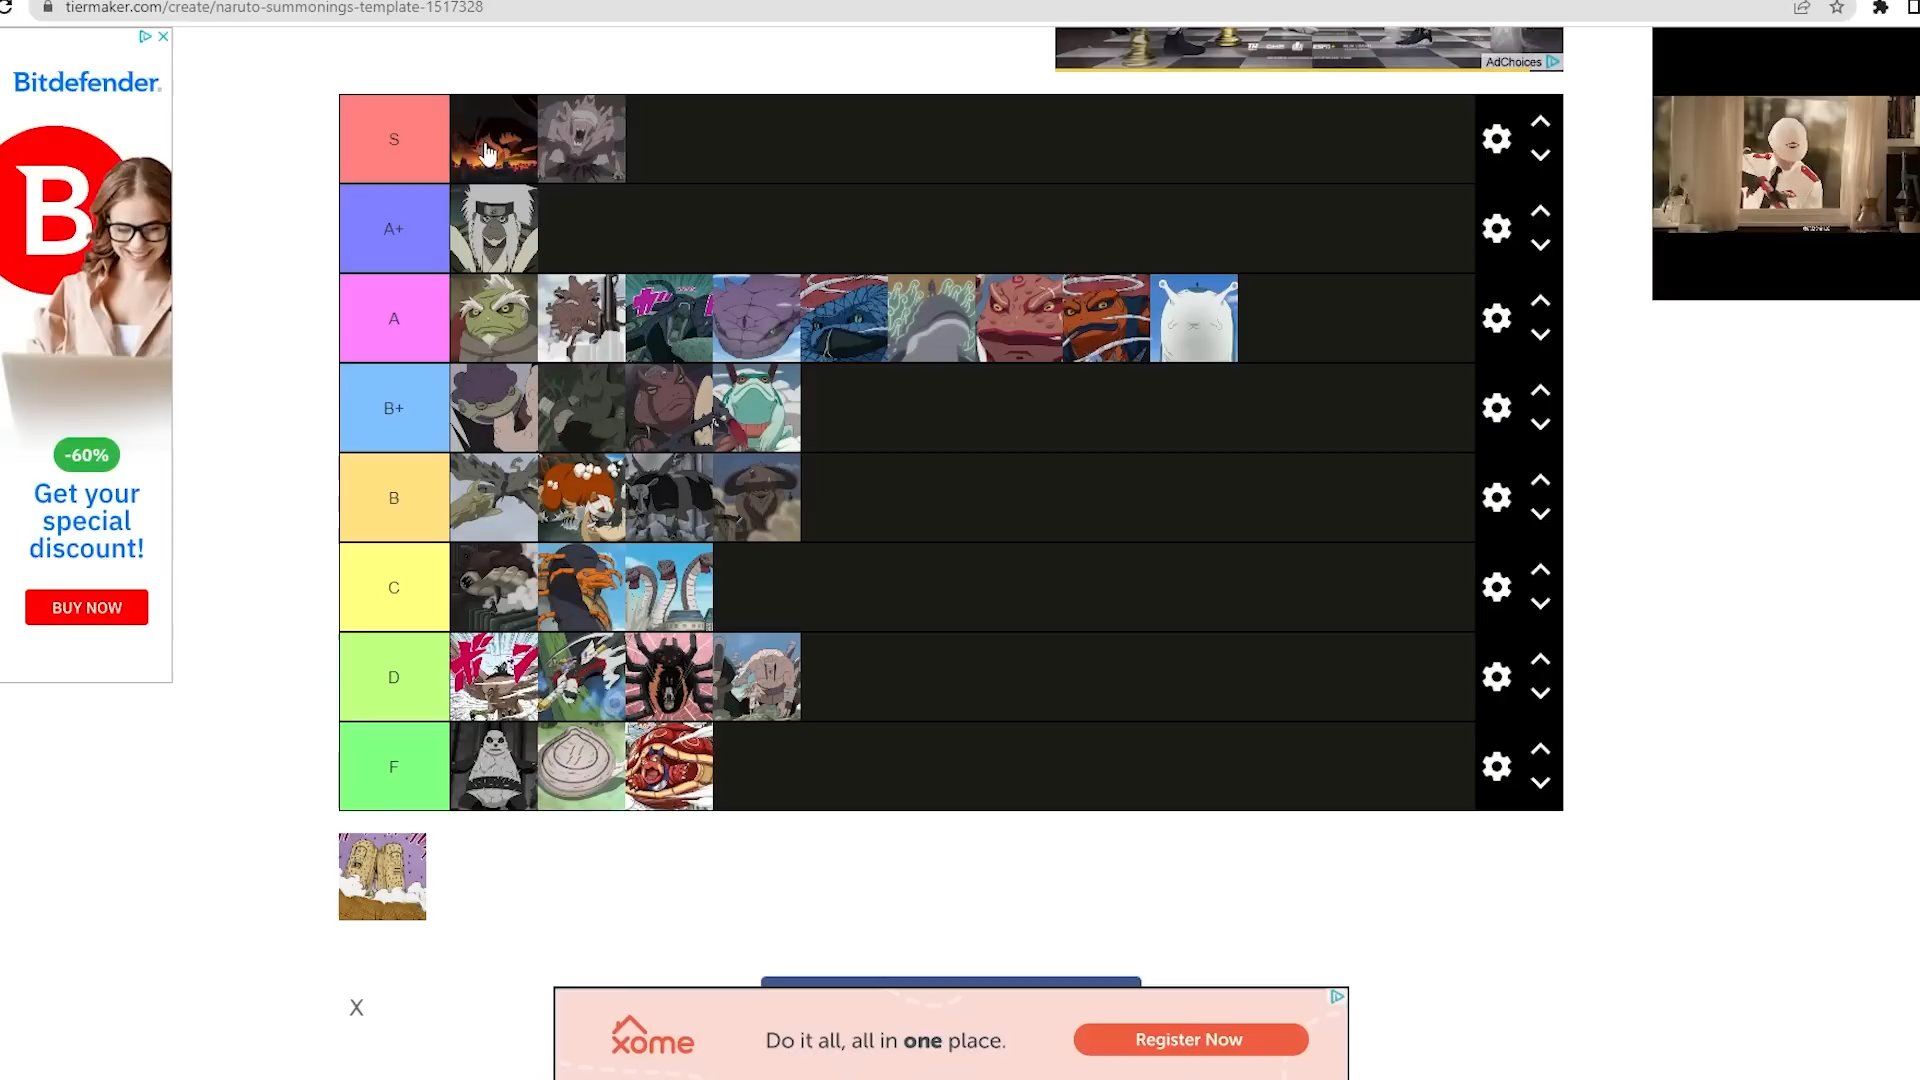 tiermaker.com/create/naruto-summonings-template-1517328
Bitdefender.
B
-60%
Get your
special
discount!
BUY NOW
ESPN+
AdChoices
S
A+
A
B+
B
C
D
F
X
xome
Do it all, all in one place.
Register Now